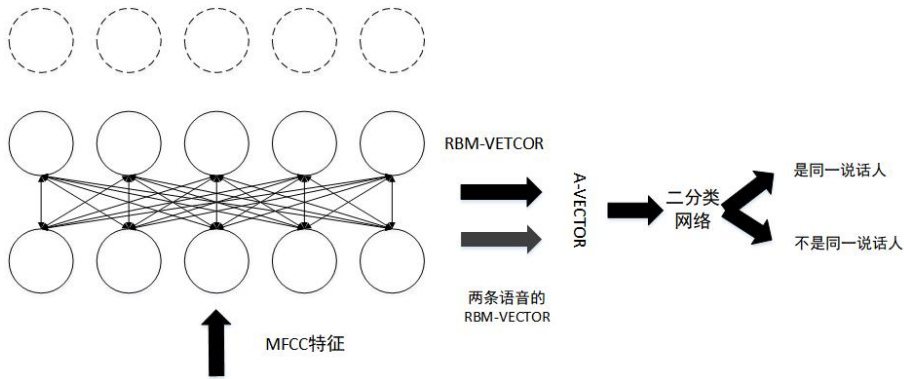 RBM-VETCOR
A-VECTOR
二分类
网络
是同一说话人
不是同一说话人
两条语音的
RBM-VECTOR
MFCC特征